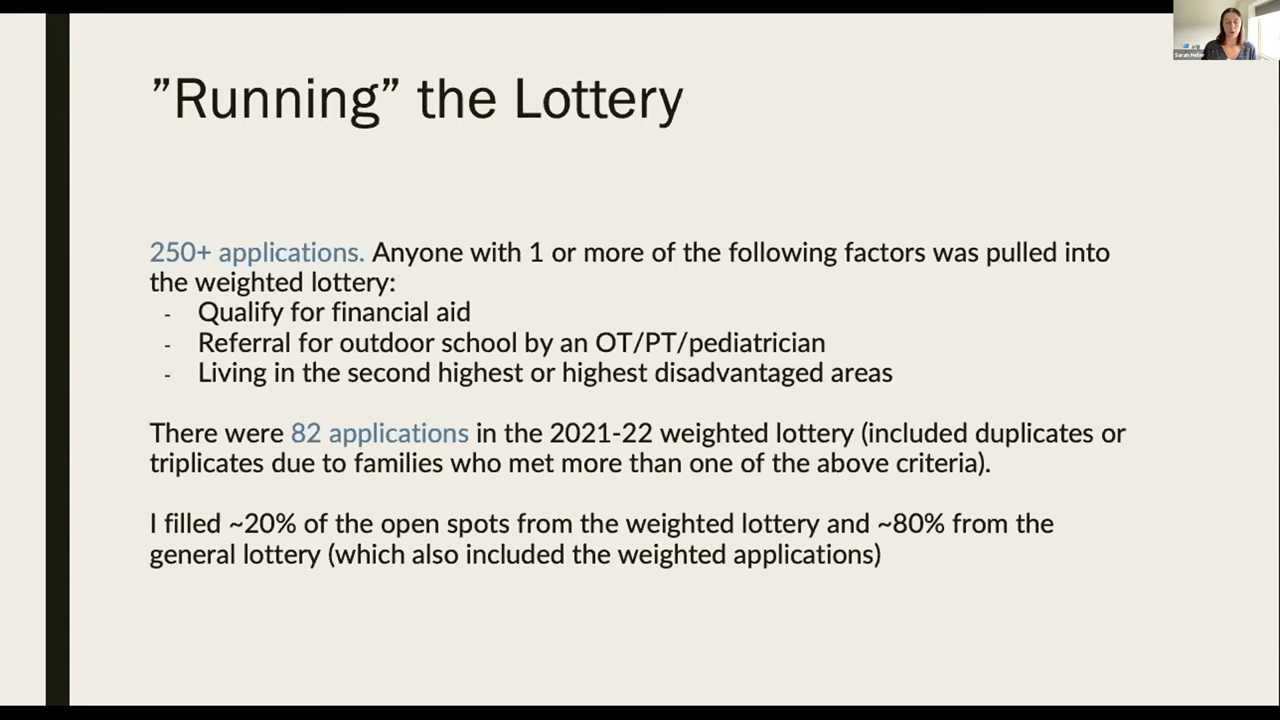 ”Running” the Lottery
250+ applications. Anyone with 1 or more of the following factors was pulled into
the weighted lottery:
- Qualify for financial aid
- Referral for outdoor school by an OT/PT/pediatrician
- Living in the second highest or highest disadvantaged areas
There were 82 applications in the 2021-22 weighted lottery (included duplicates or
triplicates due to families who met more than one of the above criteria).
I filled ~20% of the open spots from the weighted lottery and ~80% from the
general lottery (which also included the weighted applications)
Sarah